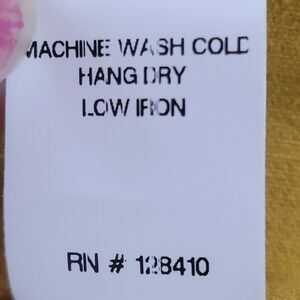 MACHINE WASH COLD
HANG DRY
LOW IRON
RN # 128410